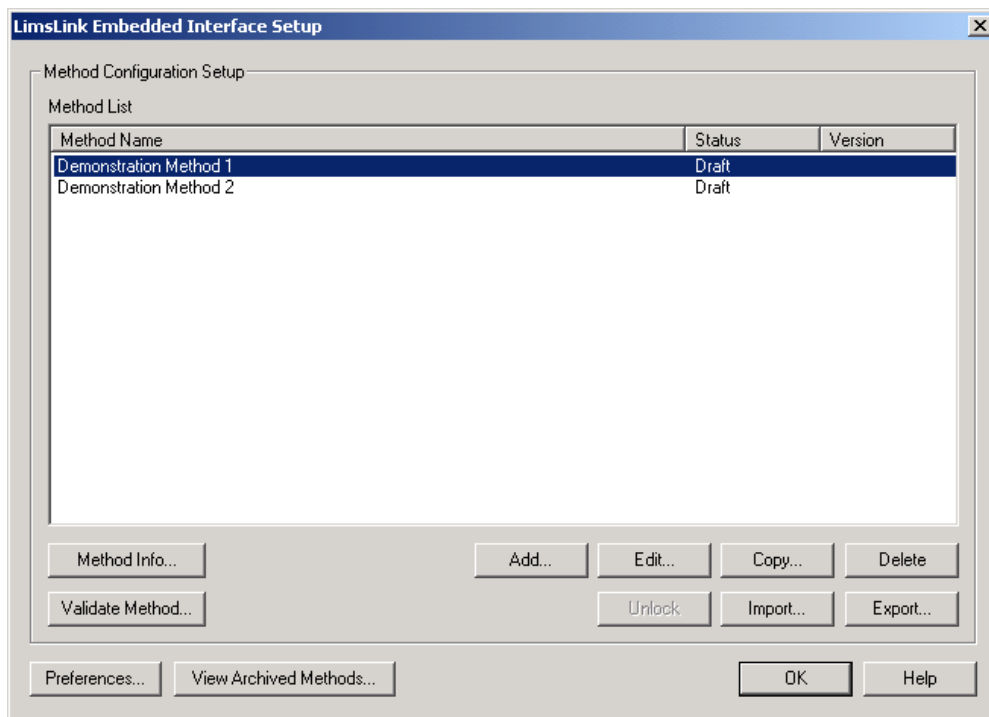 LimsLink Embedded Interface Setup
Method Configuration Setup
Method List
Method Name Status Version
Demonstration Method 1 Draft
Demonstration Method 2 Draft
Method Info... Add... Edit... Copy... Delete
Validate Method... Unlock Import... Export...
Preferences... View Archived Methods... OK Help